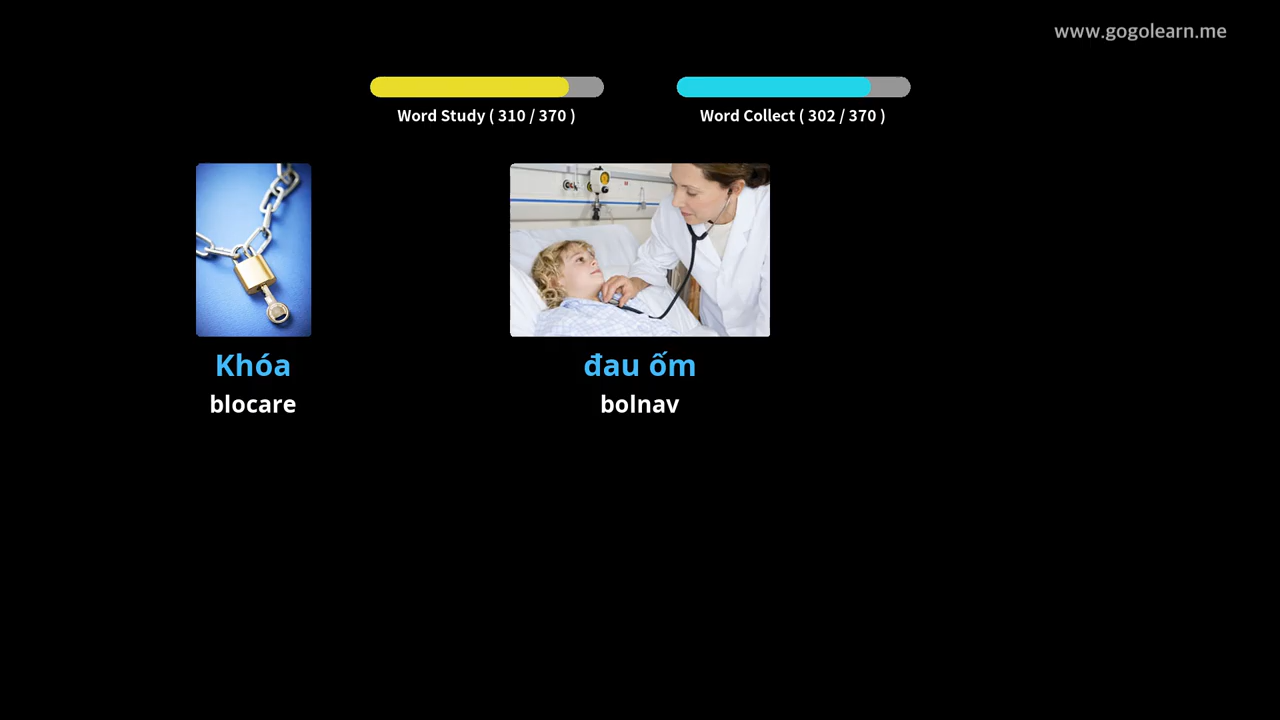 www.gogolearn.me
Word Study ( 310 / 370 )
Word Collect ( 302 / 370 )
Khóa
blocare
đau ốm
bolnav